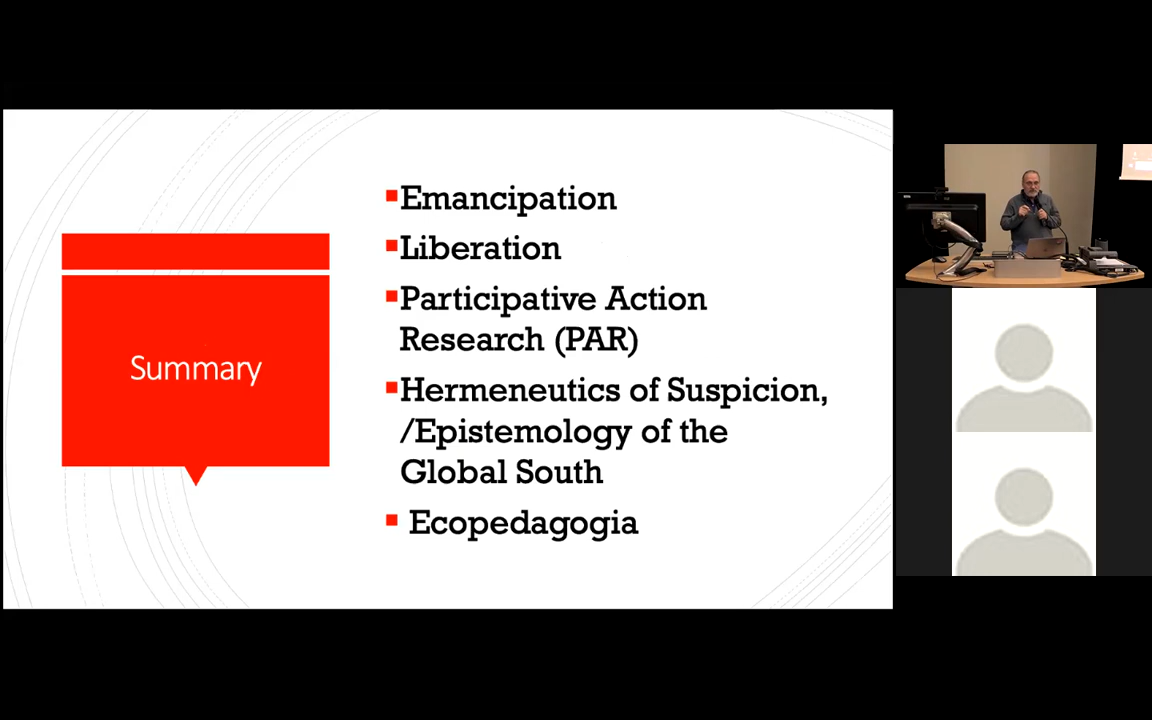 Summary
Emancipation
Liberation
Participative Action
Research (PAR)
Hermeneutics of Suspicion,
/Epistemology of the
Global South
Ecopedagogia